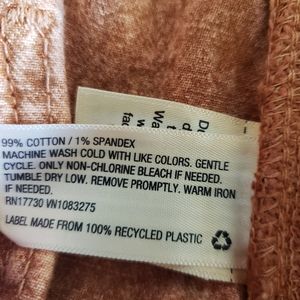 99% COTTON / 1% SPANDEX
MACHINE WASH COLD WITH LIKE COLORS. GENTLE
CYCLE. ONLY NON-CHLORINE BLEACH IF NEEDED.
TUMBLE DRY LOW. REMOVE PROMPTLY. WARM IRON
IF NEEDED.
RN17730 VN1083275
LABEL MADE FROM 100% RECYCLED PLASTIC